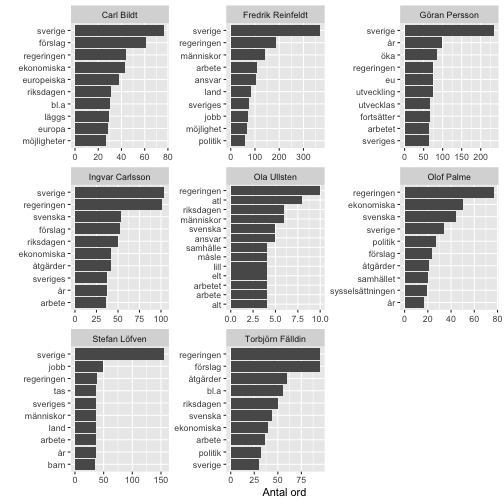 Carl Bildt
sverige
förslag
regeringen
ekonomiska
europeiska
riksdagen
bl.a
läggs
europa
möjligheter
0 20 40 60 80
Fredrik Reinfeldt
sverige
regeringen
människor
arbete
ansvar
land
sveriges
jobb
möjlighet
politik
0 100 200 300
Göran Persson
sverige
år
öka
regeringen
eu
utveckling
utvecklas
fortsätter
arbetet
sveriges
0 50 100 150 200
Ingvar Carlsson
sverige
regeringen
svenska
förslag
riksdagen
ekonomiska
åtgärder
sveriges
år
arbete
0 25 50 75 100
Ola Ullsten
regeringen
atl
riksdagen
människor
svenska
ansvar
samhälle
måsle
lill
elt
arbetet
arbete
alt
0.0 2.5 5.0 7.5 10.0
Olof Palme
regeringen
ekonomiska
svenska
sverige
politik
förslag
åtgärder
samhället
sysselsättningen
år
0 20 40 60 80
Stefan Löfven
sverige
jobb
regeringen
tas
sveriges
människor
land
arbete
år
barn
0 50 100 150
Torbjörn Fälldin
regeringen
förslag
åtgärder
bl.a
riksdagen
svenska
ekonomiska
arbete
politik
sverige
0 25 50 75
Antal ord